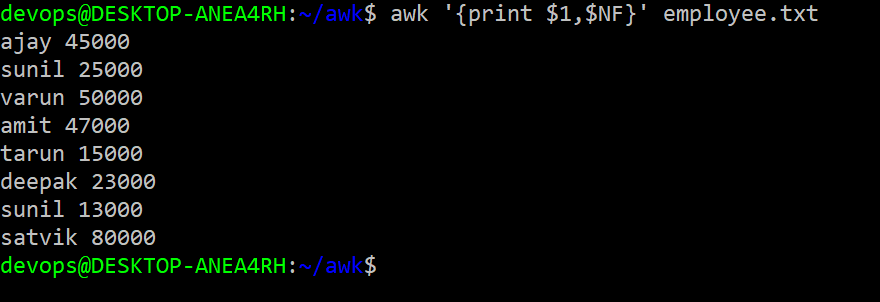 devops@DESKTOP-ANEA4RH:~/awk$ awk '{print $1,$NF}' employee.txt
ajay 45000
sunil 25000
varun 50000
amit 47000
tarun 15000
deepak 23000
sunil 13000
satvik 80000
devops@DESKTOP-ANEA4RH:~/awk$